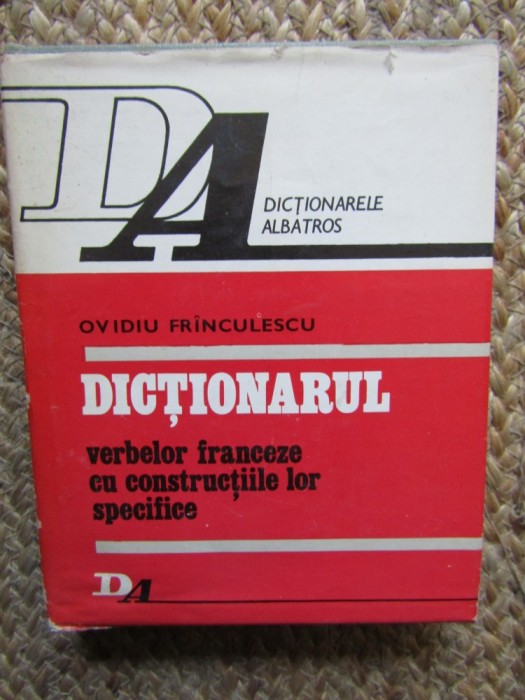 DA
DICȚIONARELE
ALBATROS
OVIDIU FRÎNCULESCU
DICȚIONARUL
verbelor franceze
cu construcțiile lor
specifice
DA